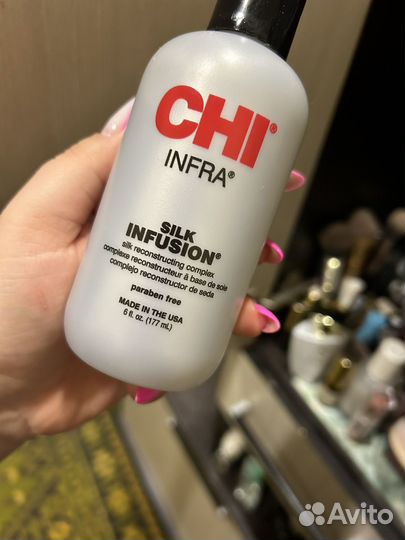 CHI®
INFRA®
SILK
INFUSION®
silk reconstructing complex
complexe reconstructeur à base de soie
complejo reconstructor de seda
paraben free
MADE IN THE USA
6 fl. oz. (177 mL)
Avito